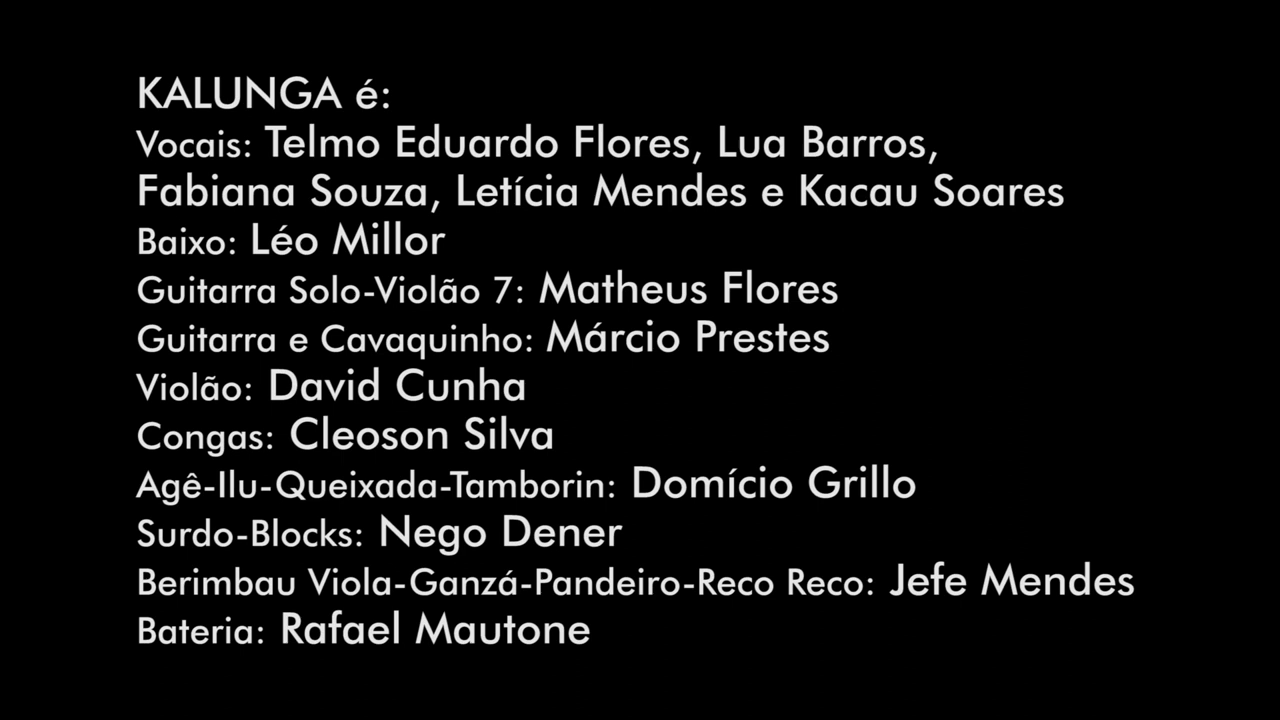 KALUNGA é:
Vocais: Telmo Eduardo Flores, Lua Barros,
Fabiana Souza, Letícia Mendes e Kacau Soares
Baixo: Léo Millor
Guitarra Solo-Violão 7: Matheus Flores
Guitarra e Cavaquinho: Márcio Prestes
Violão: David Cunha
Congas: Cleoson Silva
Agê-Ilu-Queixada-Tamborin: Domício Grillo
Surdo-Blocks: Nego Dener
Berimbau Viola-Ganzá-Pandeiro-Reco Reco: Jefe Mendes
Bateria: Rafael Mautone